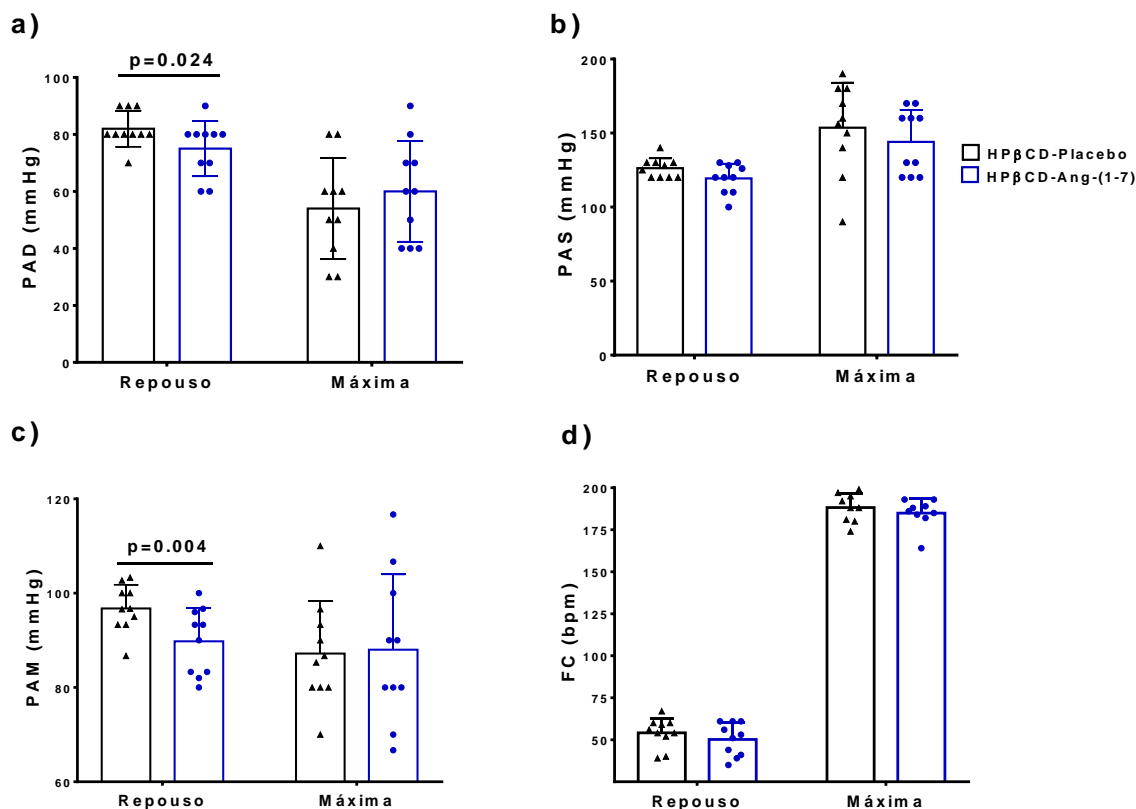 a)
p=0.024
100
80
60
40
20
0
PAD (mmHg)
Repouso Máxima
b)
200
150
100
50
0
PAS (mmHg)
Repouso Máxima
HPβCD-Placebo
HPβCD-Ang-(1-7)
c)
p=0.004
120
100
80
60
PAM (mmHg)
Repouso Máxima
d)
200
175
150
125
100
75
50
FC (bpm)
Repouso Máxima